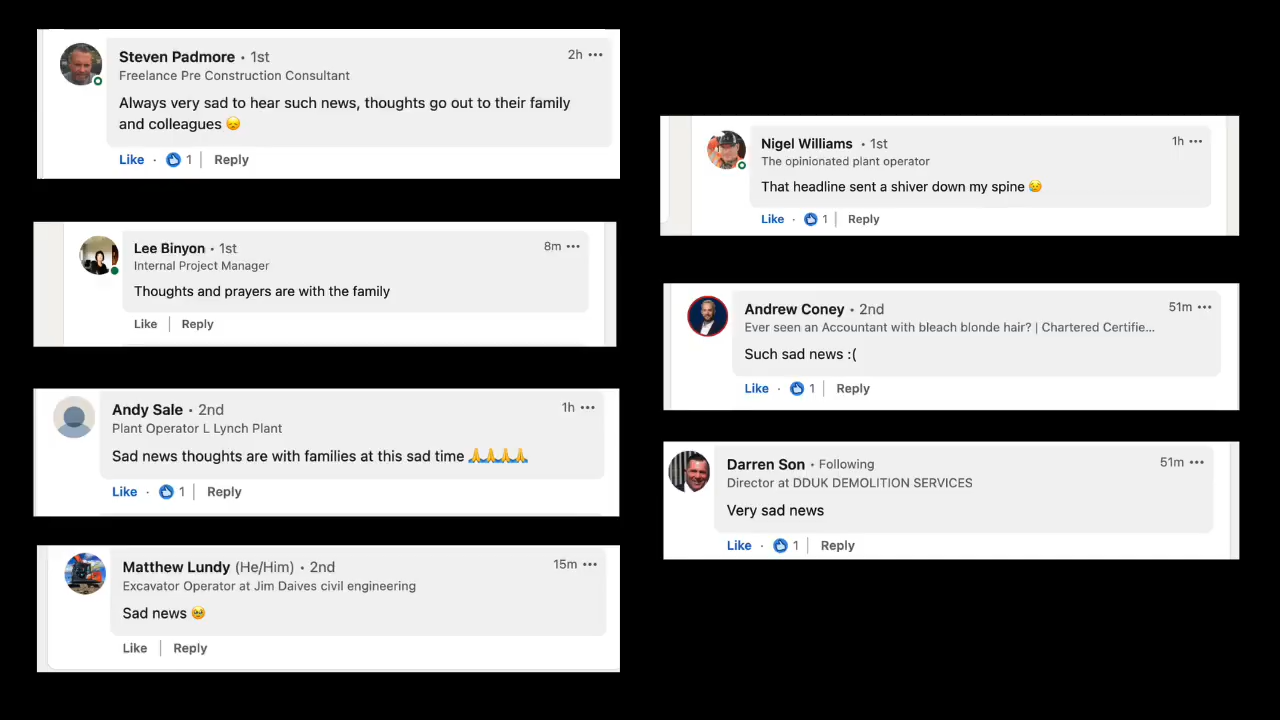 Steven Padmore • 1st
2h •••
Freelance Pre Construction Consultant
Always very sad to hear such news, thoughts go out to their family
and colleagues 😞
Like · 1 | Reply
Lee Binyon • 1st
8m •••
Internal Project Manager
Thoughts and prayers are with the family
Like | Reply
Andy Sale • 2nd
1h •••
Plant Operator L Lynch Plant
Sad news thoughts are with families at this sad time 🙏🙏🙏🙏
Like · 1 | Reply
Matthew Lundy (He/Him) • 2nd
15m •••
Excavator Operator at Jim Daives civil engineering
Sad news 🥹
Like | Reply
Nigel Williams • 1st
1h •••
The opinionated plant operator
That headline sent a shiver down my spine 😢
Like · 1 | Reply
Andrew Coney • 2nd
51m •••
Ever seen an Accountant with bleach blonde hair? | Chartered Certifie...
Such sad news :(
Like · 1 | Reply
Darren Son • Following
51m •••
Director at DDUK DEMOLITION SERVICES
Very sad news
Like · 1 | Reply